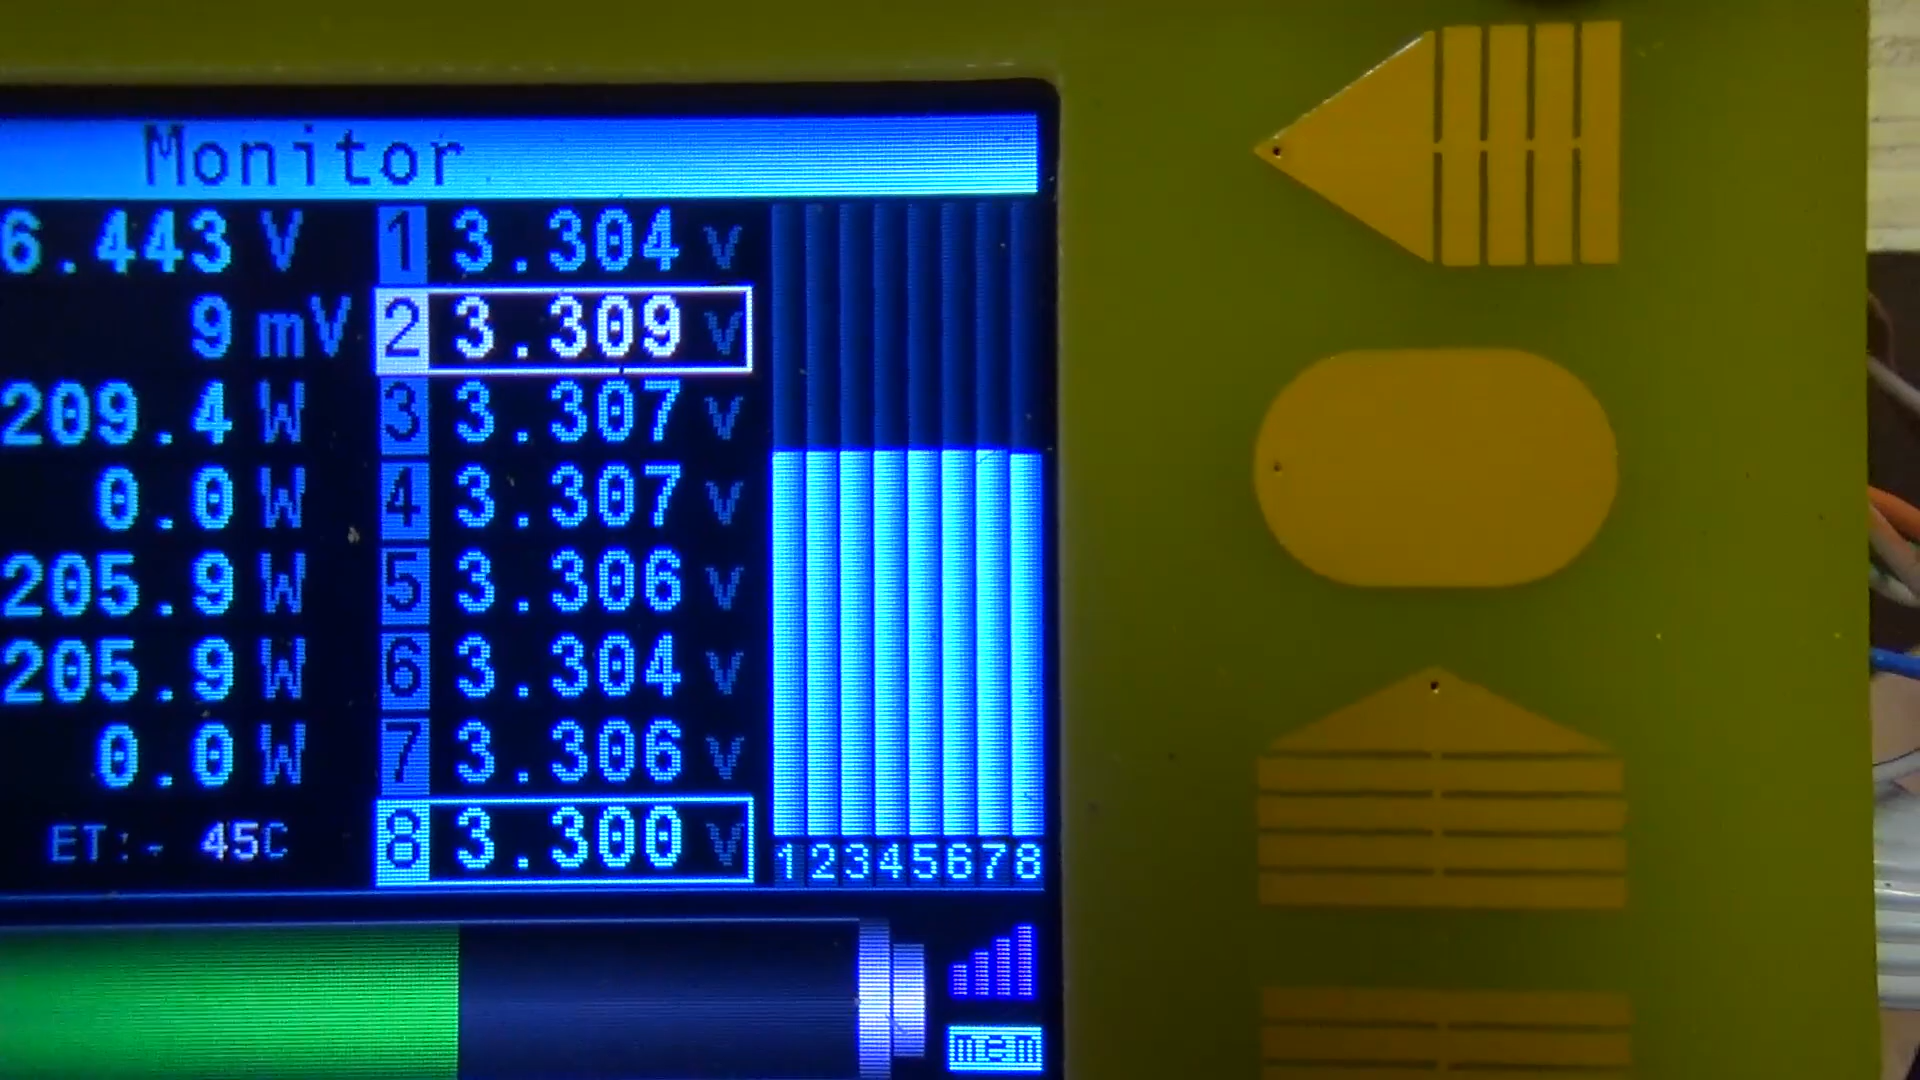 Monitor
6.443 V 1 3.304 V
9 mV 2 3.309 V
209.4 W 3 3.307 V
0.0 W 4 3.307 V
205.9 W 5 3.306 V
205.9 W 6 3.304 V
0.0 W 7 3.306 V
ET:- 45C 8 3.300 V
12345678
mem